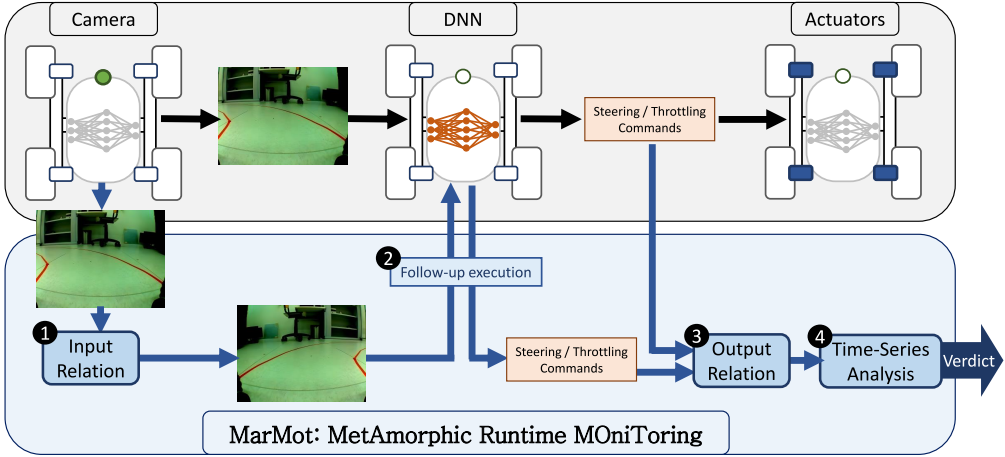 Camera
DNN
Actuators
Steering / Throttling
Commands
2
Follow-up execution
1
Input
Relation
Steering / Throttling
Commands
3
Output
Relation
4
Time-Series
Analysis
Verdict
MarMot: MetAmorphic Runtime MOniToring